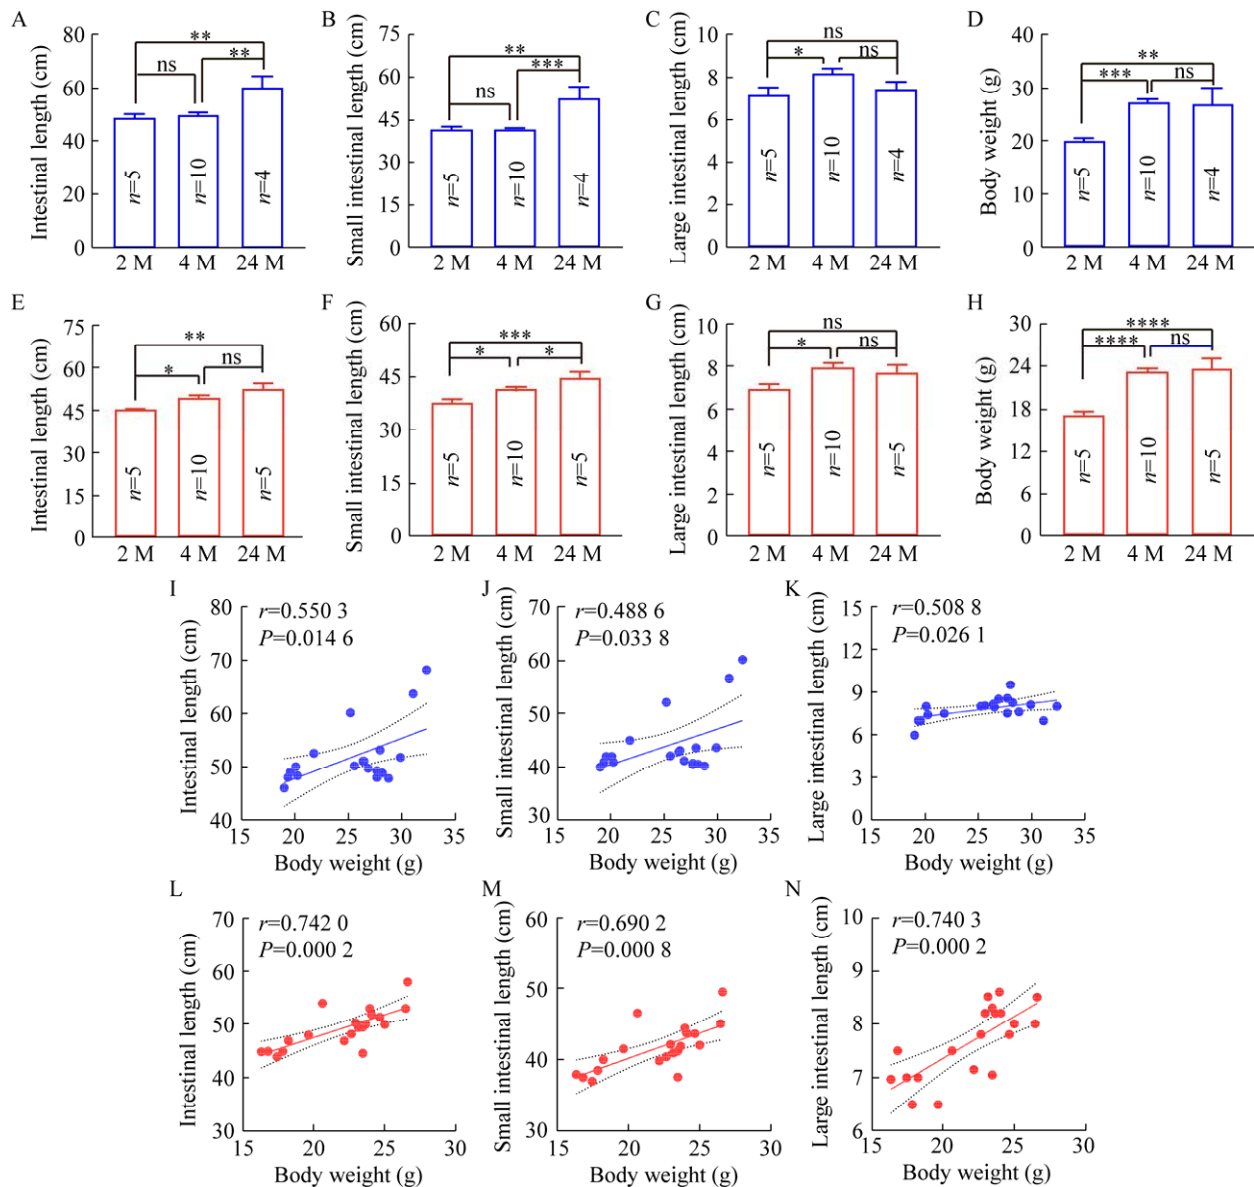 A
Intestinal length (cm)
80
60
40
20
0
**
ns
**
n=5
n=10
n=4
2 M 4 M 24 M
B
Small intestinal length (cm)
75
60
45
30
15
0
**
ns
***
n=5
n=10
n=4
2 M 4 M 24 M
C
Large intestinal length (cm)
10
8
6
4
2
0
ns
*
ns
n=5
n=10
n=4
2 M 4 M 24 M
D
Body weight (g)
40
30
20
10
0
**
***
ns
n=5
n=10
n=4
2 M 4 M 24 M
E
Intestinal length (cm)
75
60
45
30
15
0
**
*
ns
n=5
n=10
n=5
2 M 4 M 24 M
F
Small intestinal length (cm)
60
45
30
15
0
***
*
*
n=5
n=10
n=5
2 M 4 M 24 M
G
Large intestinal length (cm)
10
8
6
4
2
0
ns
*
ns
n=5
n=10
n=5
2 M 4 M 24 M
H
Body weight (g)
30
24
18
12
6
0
****
****
ns
n=5
n=10
n=5
2 M 4 M 24 M
I
Intestinal length (cm)
80
70
60
50
40
r=0.550 3
P=0.014 6
15 20 25 30 35
Body weight (g)
J
Small intestinal length (cm)
70
60
50
40
30
r=0.488 6
P=0.033 8
15 20 25 30 35
Body weight (g)
K
Large intestinal length (cm)
15
12
9
6
3
0
r=0.508 8
P=0.026 1
15 20 25 30 35
Body weight (g)
L
Intestinal length (cm)
70
60
50
40
30
r=0.742 0
P=0.000 2
15 20 25 30
Body weight (g)
M
Small intestinal length (cm)
60
50
40
30
r=0.690 2
P=0.000 8
15 20 25 30
Body weight (g)
N
Large intestinal length (cm)
10
9
8
7
6
r=0.740 3
P=0.000 2
15 20 25 30
Body weight (g)